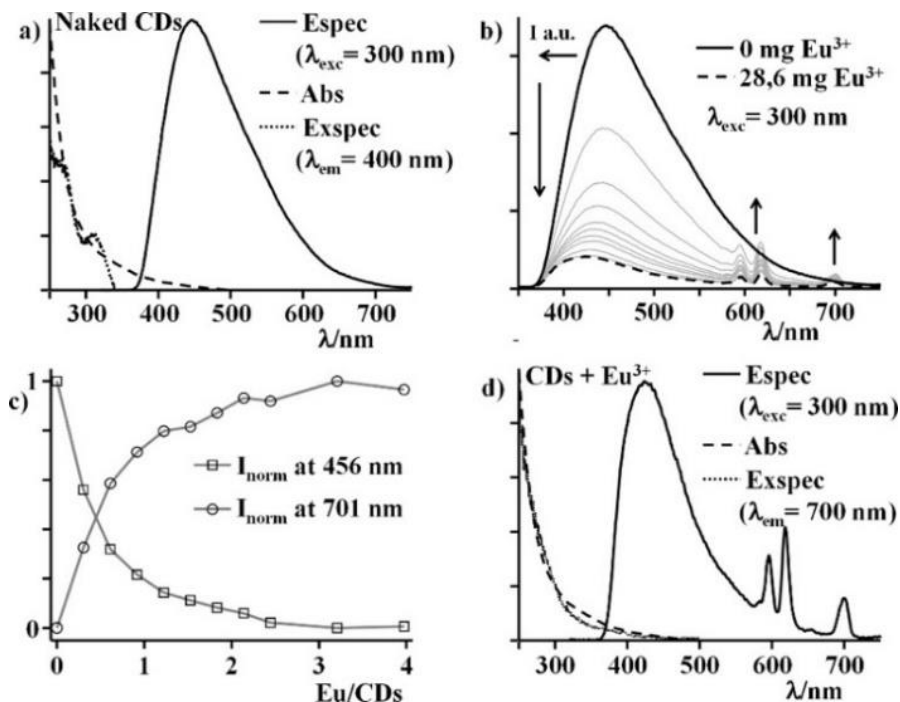 a) Naked CDs
Espec
(λexc= 300 nm)
Abs
Exspec
(λem= 400 nm)
300 400 500 600 700
λ/nm
b)
I a.u.
0 mg Eu³⁺
28,6 mg Eu³⁺
λexc= 300 nm
400 500 600 700
λ/nm
c)
1
0
Inorm at 456 nm
Inorm at 701 nm
0 1 2 3 4
Eu/CDs
d) CDs + Eu³⁺
Espec
(λexc= 300 nm)
Abs
Exspec
(λem= 700 nm)
300 400 500 600 700
λ/nm